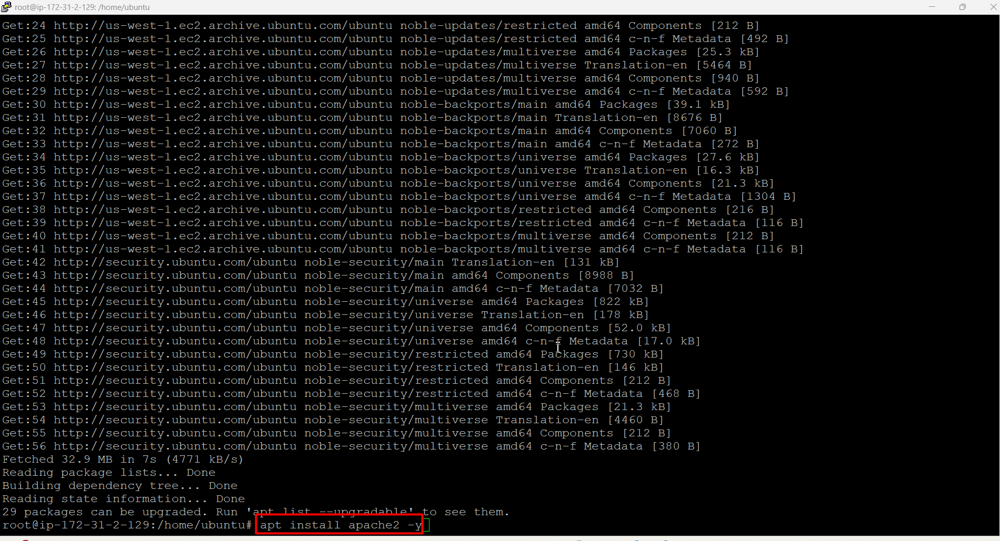 root@ip-172-31-2-129: /home/ubuntu
Get:24 http://us-west-1.ec2.archive.ubuntu.com/ubuntu noble-updates/restricted amd64 Components [212 B]
Get:25 http://us-west-1.ec2.archive.ubuntu.com/ubuntu noble-updates/restricted amd64 c-n-f Metadata [492 B]
Get:26 http://us-west-1.ec2.archive.ubuntu.com/ubuntu noble-updates/multiverse amd64 Packages [25.3 kB]
Get:27 http://us-west-1.ec2.archive.ubuntu.com/ubuntu noble-updates/multiverse Translation-en [5464 B]
Get:28 http://us-west-1.ec2.archive.ubuntu.com/ubuntu noble-updates/multiverse amd64 Components [940 B]
Get:29 http://us-west-1.ec2.archive.ubuntu.com/ubuntu noble-updates/multiverse amd64 c-n-f Metadata [592 B]
Get:30 http://us-west-1.ec2.archive.ubuntu.com/ubuntu noble-backports/main amd64 Packages [39.1 kB]
Get:31 http://us-west-1.ec2.archive.ubuntu.com/ubuntu noble-backports/main Translation-en [8676 B]
Get:32 http://us-west-1.ec2.archive.ubuntu.com/ubuntu noble-backports/main amd64 Components [7060 B]
Get:33 http://us-west-1.ec2.archive.ubuntu.com/ubuntu noble-backports/main amd64 c-n-f Metadata [272 B]
Get:34 http://us-west-1.ec2.archive.ubuntu.com/ubuntu noble-backports/universe amd64 Packages [27.6 kB]
Get:35 http://us-west-1.ec2.archive.ubuntu.com/ubuntu noble-backports/universe Translation-en [16.3 kB]
Get:36 http://us-west-1.ec2.archive.ubuntu.com/ubuntu noble-backports/universe amd64 Components [21.3 kB]
Get:37 http://us-west-1.ec2.archive.ubuntu.com/ubuntu noble-backports/universe amd64 c-n-f Metadata [1304 B]
Get:38 http://us-west-1.ec2.archive.ubuntu.com/ubuntu noble-backports/restricted amd64 Components [216 B]
Get:39 http://us-west-1.ec2.archive.ubuntu.com/ubuntu noble-backports/restricted amd64 c-n-f Metadata [116 B]
Get:40 http://us-west-1.ec2.archive.ubuntu.com/ubuntu noble-backports/multiverse amd64 Components [212 B]
Get:41 http://us-west-1.ec2.archive.ubuntu.com/ubuntu noble-backports/multiverse amd64 c-n-f Metadata [116 B]
Get:42 http://security.ubuntu.com/ubuntu noble-security/main Translation-en [131 kB]
Get:43 http://security.ubuntu.com/ubuntu noble-security/main amd64 Components [8988 B]
Get:44 http://security.ubuntu.com/ubuntu noble-security/main amd64 c-n-f Metadata [7032 B]
Get:45 http://security.ubuntu.com/ubuntu noble-security/universe amd64 Packages [822 kB]
Get:46 http://security.ubuntu.com/ubuntu noble-security/universe Translation-en [178 kB]
Get:47 http://security.ubuntu.com/ubuntu noble-security/universe amd64 Components [52.0 kB]
Get:48 http://security.ubuntu.com/ubuntu noble-security/universe amd64 c-n-f Metadata [17.0 kB]
Get:49 http://security.ubuntu.com/ubuntu noble-security/restricted amd64 Packages [730 kB]
Get:50 http://security.ubuntu.com/ubuntu noble-security/restricted Translation-en [146 kB]
Get:51 http://security.ubuntu.com/ubuntu noble-security/restricted amd64 Components [212 B]
Get:52 http://security.ubuntu.com/ubuntu noble-security/restricted amd64 c-n-f Metadata [468 B]
Get:53 http://security.ubuntu.com/ubuntu noble-security/multiverse amd64 Packages [21.3 kB]
Get:54 http://security.ubuntu.com/ubuntu noble-security/multiverse Translation-en [4460 B]
Get:55 http://security.ubuntu.com/ubuntu noble-security/multiverse amd64 Components [212 B]
Get:56 http://security.ubuntu.com/ubuntu noble-security/multiverse amd64 c-n-f Metadata [380 B]
Fetched 32.9 MB in 7s (4771 kB/s)
Reading package lists... Done
Building dependency tree... Done
Reading state information... Done
29 packages can be upgraded. Run 'apt list --upgradable' to see them.
root@ip-172-31-2-129:/home/ubuntu# apt install apache2 -y